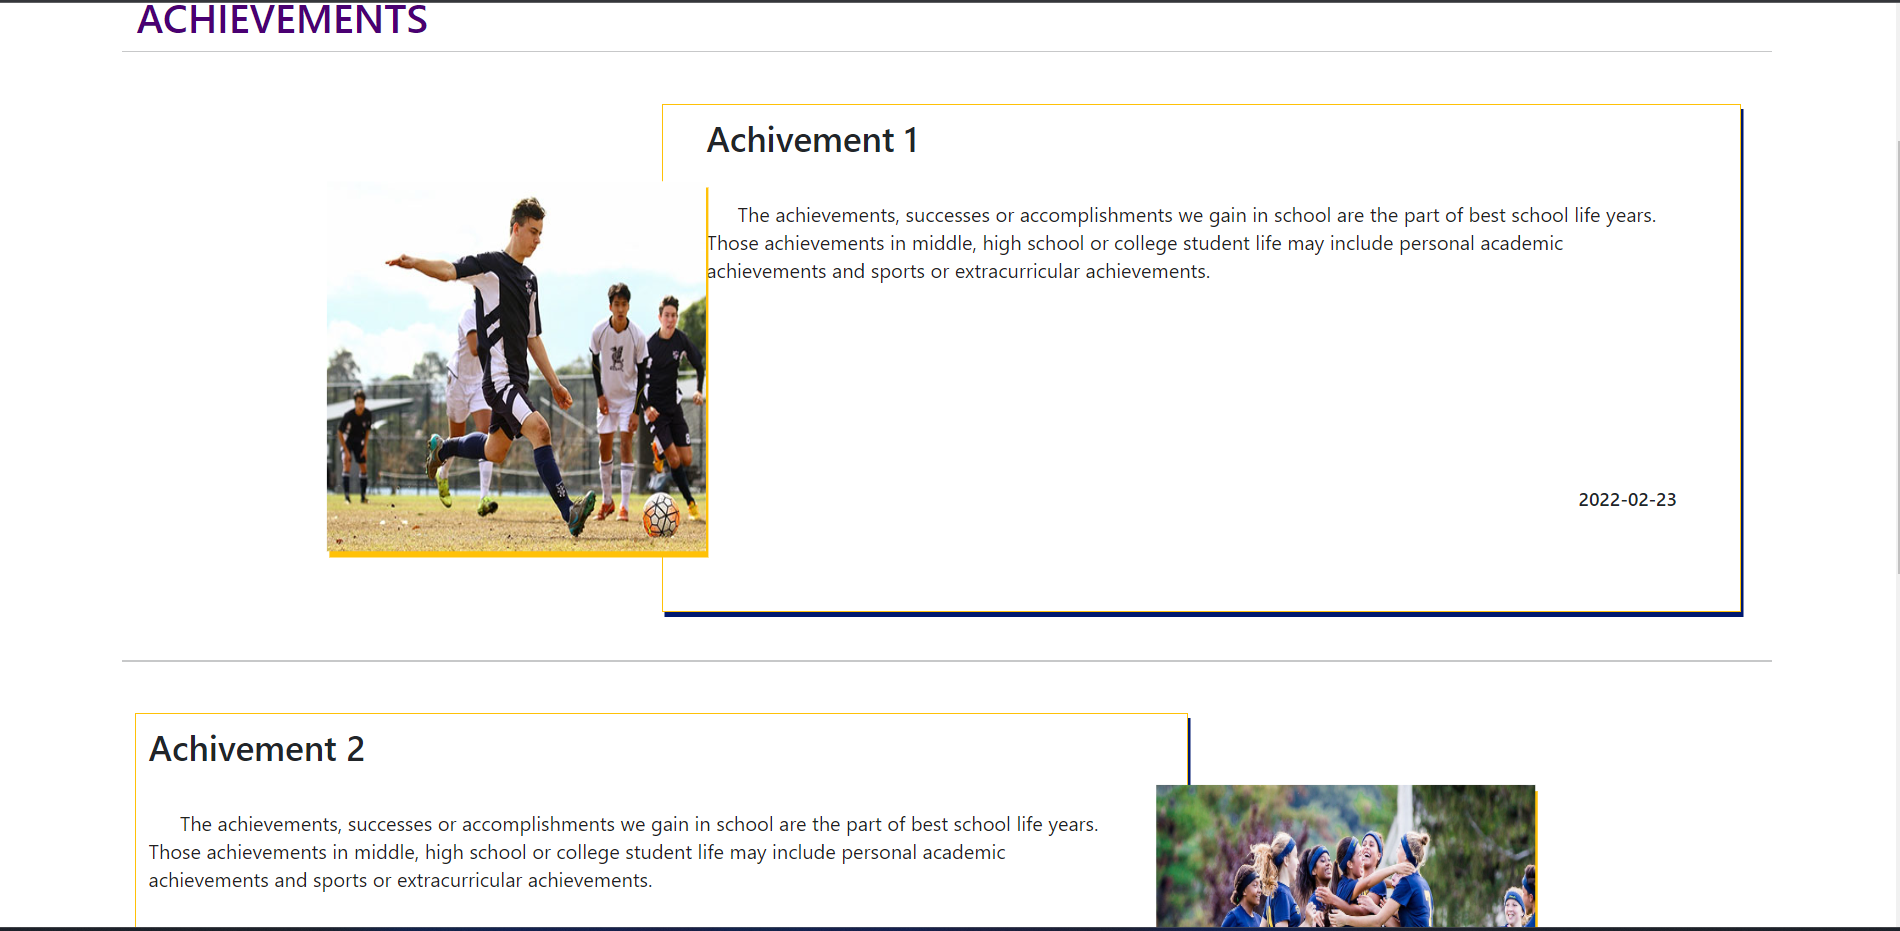 ACHIEVEMENTS
Achivement 1
The achievements, successes or accomplishments we gain in school are the part of best school life years.
Those achievements in middle, high school or college student life may include personal academic
achievements and sports or extracurricular achievements.
2022-02-23
Achivement 2
The achievements, successes or accomplishments we gain in school are the part of best school life years.
Those achievements in middle, high school or college student life may include personal academic
achievements and sports or extracurricular achievements.